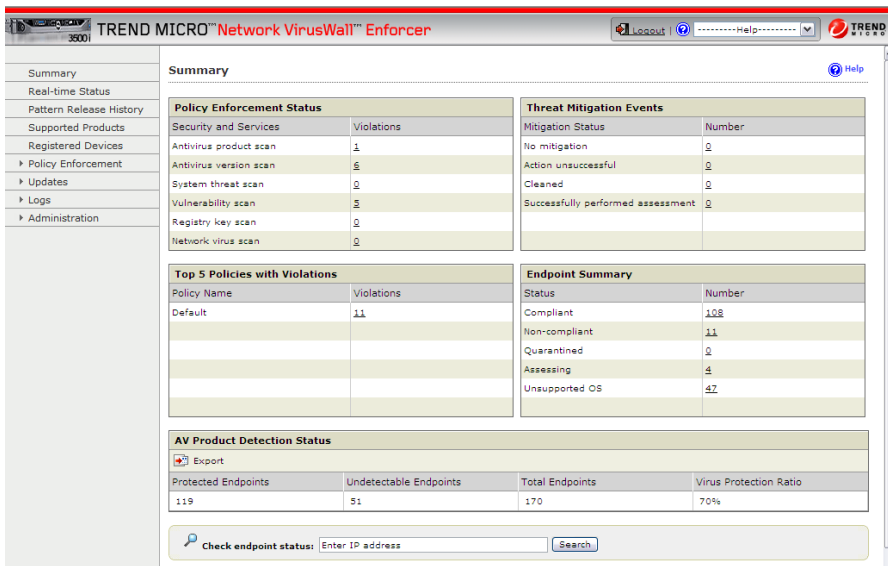 3500i TREND MICRO™ Network VirusWall™ Enforcer Logout | ---------Help--------- TREND MICRO
Summary
Real-time Status
Pattern Release History
Supported Products
Registered Devices
Policy Enforcement
Updates
Logs
Administration
Summary Help
Policy Enforcement Status
Security and Services Violations
Antivirus product scan 1
Antivirus version scan 6
System threat scan 0
Vulnerability scan 5
Registry key scan 0
Network virus scan 0
Threat Mitigation Events
Mitigation Status Number
No mitigation 0
Action unsuccessful 0
Cleaned 0
Successfully performed assessment 0
Top 5 Policies with Violations
Policy Name Violations
Default 11
Endpoint Summary
Status Number
Compliant 108
Non-compliant 11
Quarantined 0
Assessing 4
Unsupported OS 47
AV Product Detection Status
Export
Protected Endpoints Undetectable Endpoints Total Endpoints Virus Protection Ratio
119 51 170 70%
Check endpoint status: Enter IP address Search